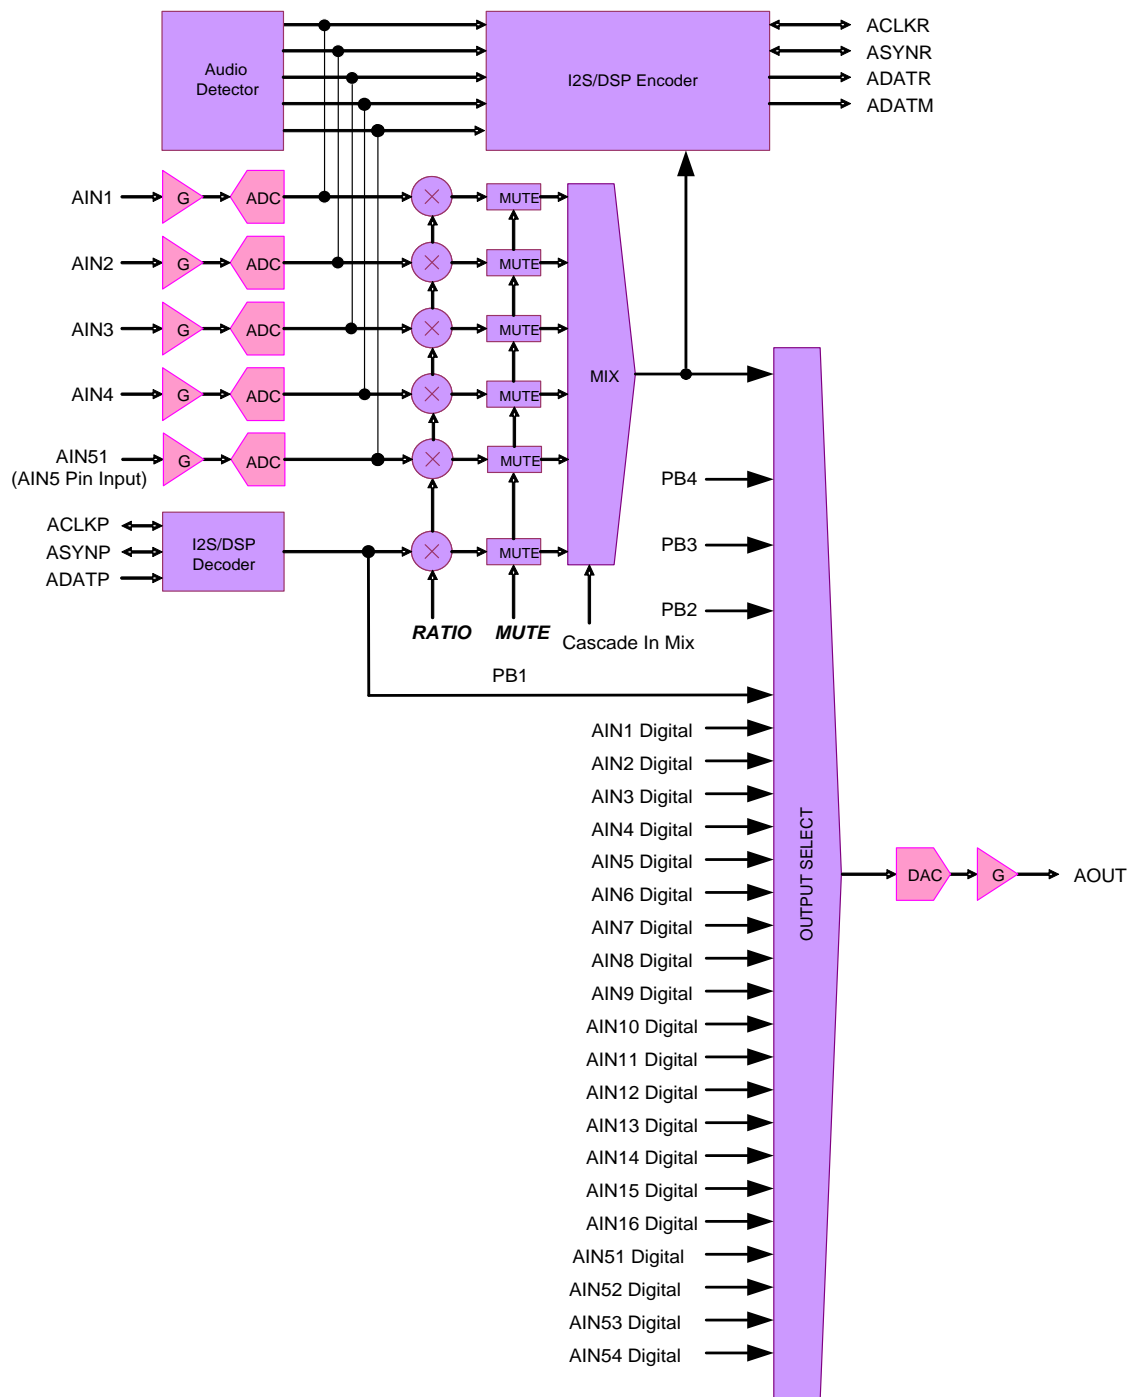 Audio
Detector
I2S/DSP Encoder
ACLKR
ASYNR
ADATR
ADATM
AIN1
G
ADC
MUTE
AIN2
G
ADC
MUTE
AIN3
G
ADC
MUTE
AIN4
G
ADC
MUTE
MIX
AIN51
(AIN5 Pin Input)
G
ADC
MUTE
ACLKP
ASYNP
ADATP
I2S/DSP
Decoder
MUTE
RATIO
MUTE
Cascade In Mix
PB4
PB3
PB2
PB1
AIN1 Digital
AIN2 Digital
AIN3 Digital
AIN4 Digital
AIN5 Digital
AIN6 Digital
AIN7 Digital
AIN8 Digital
AIN9 Digital
AIN10 Digital
AIN11 Digital
AIN12 Digital
AIN13 Digital
AIN14 Digital
AIN15 Digital
AIN16 Digital
AIN51 Digital
AIN52 Digital
AIN53 Digital
AIN54 Digital
OUTPUT SELECT
DAC
G
AOUT